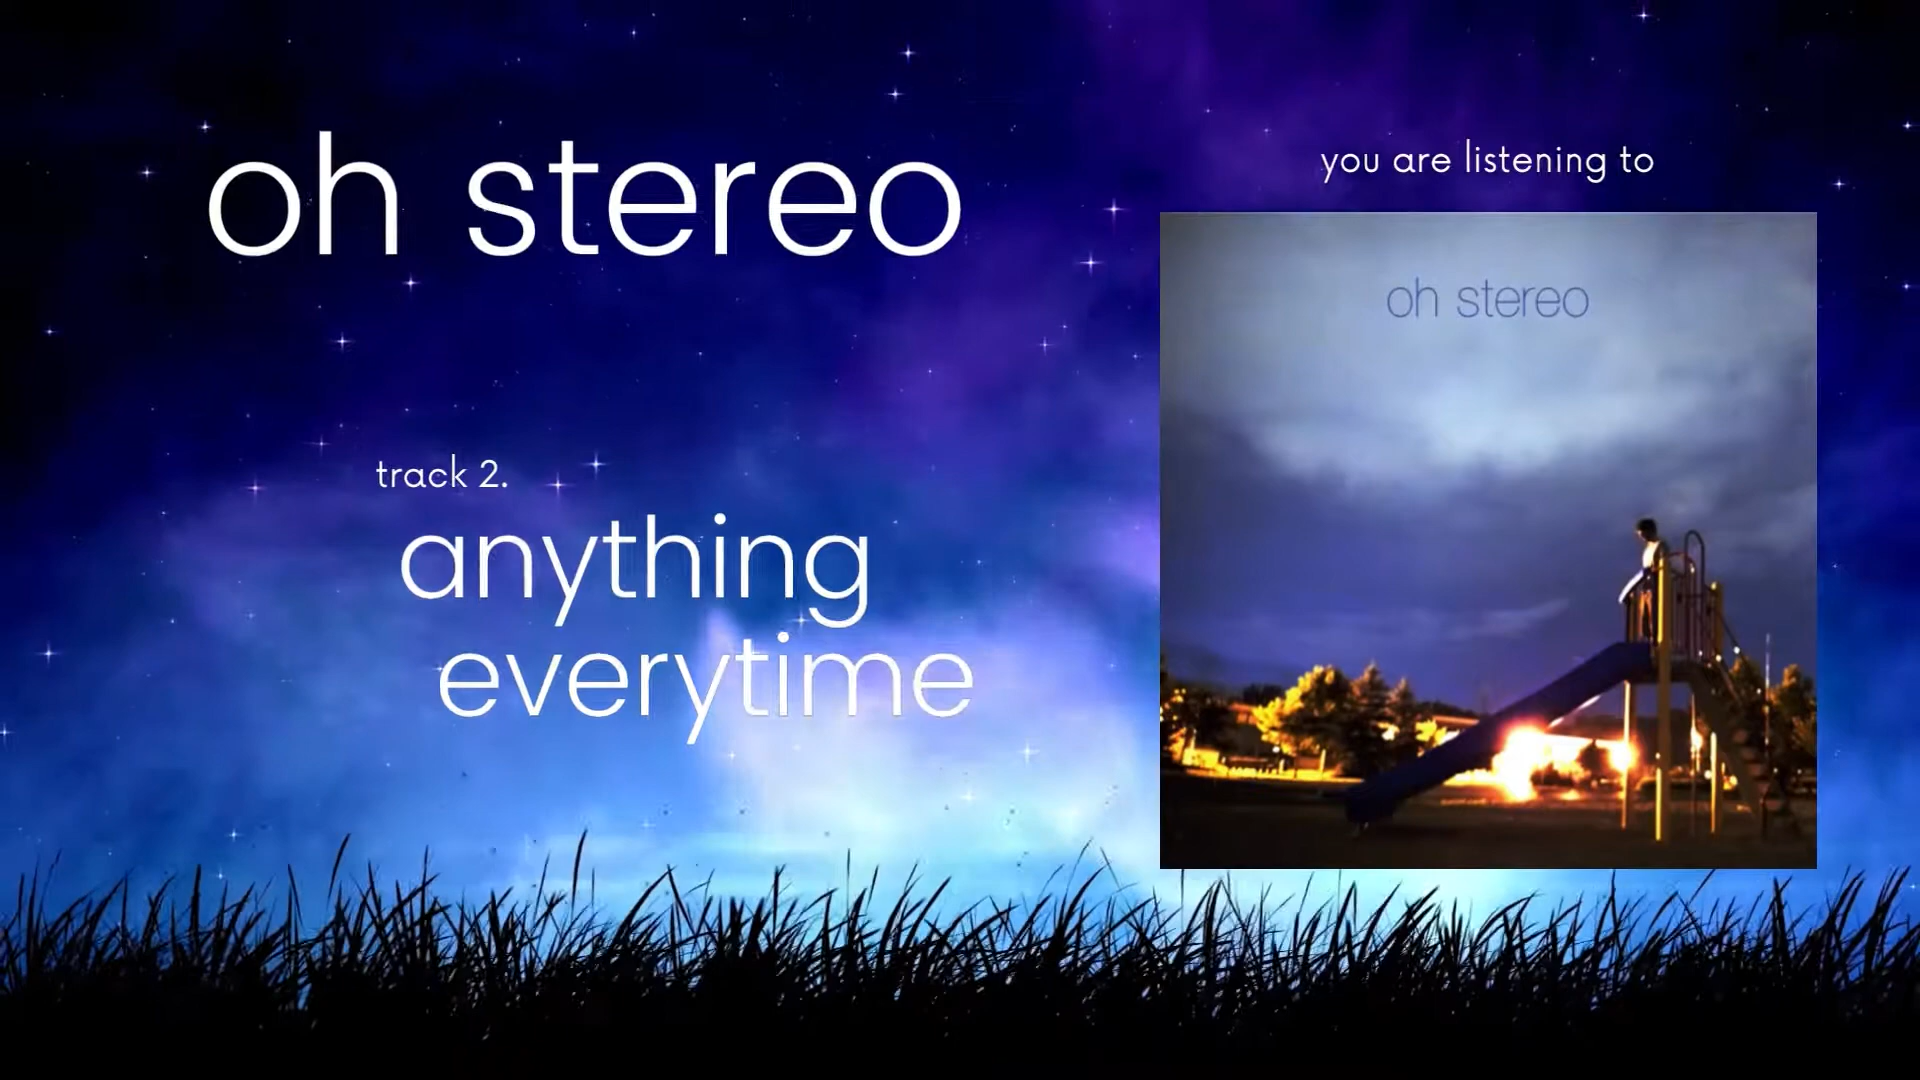 oh stereo
track 2.
anything
everytime
you are listening to
oh stereo